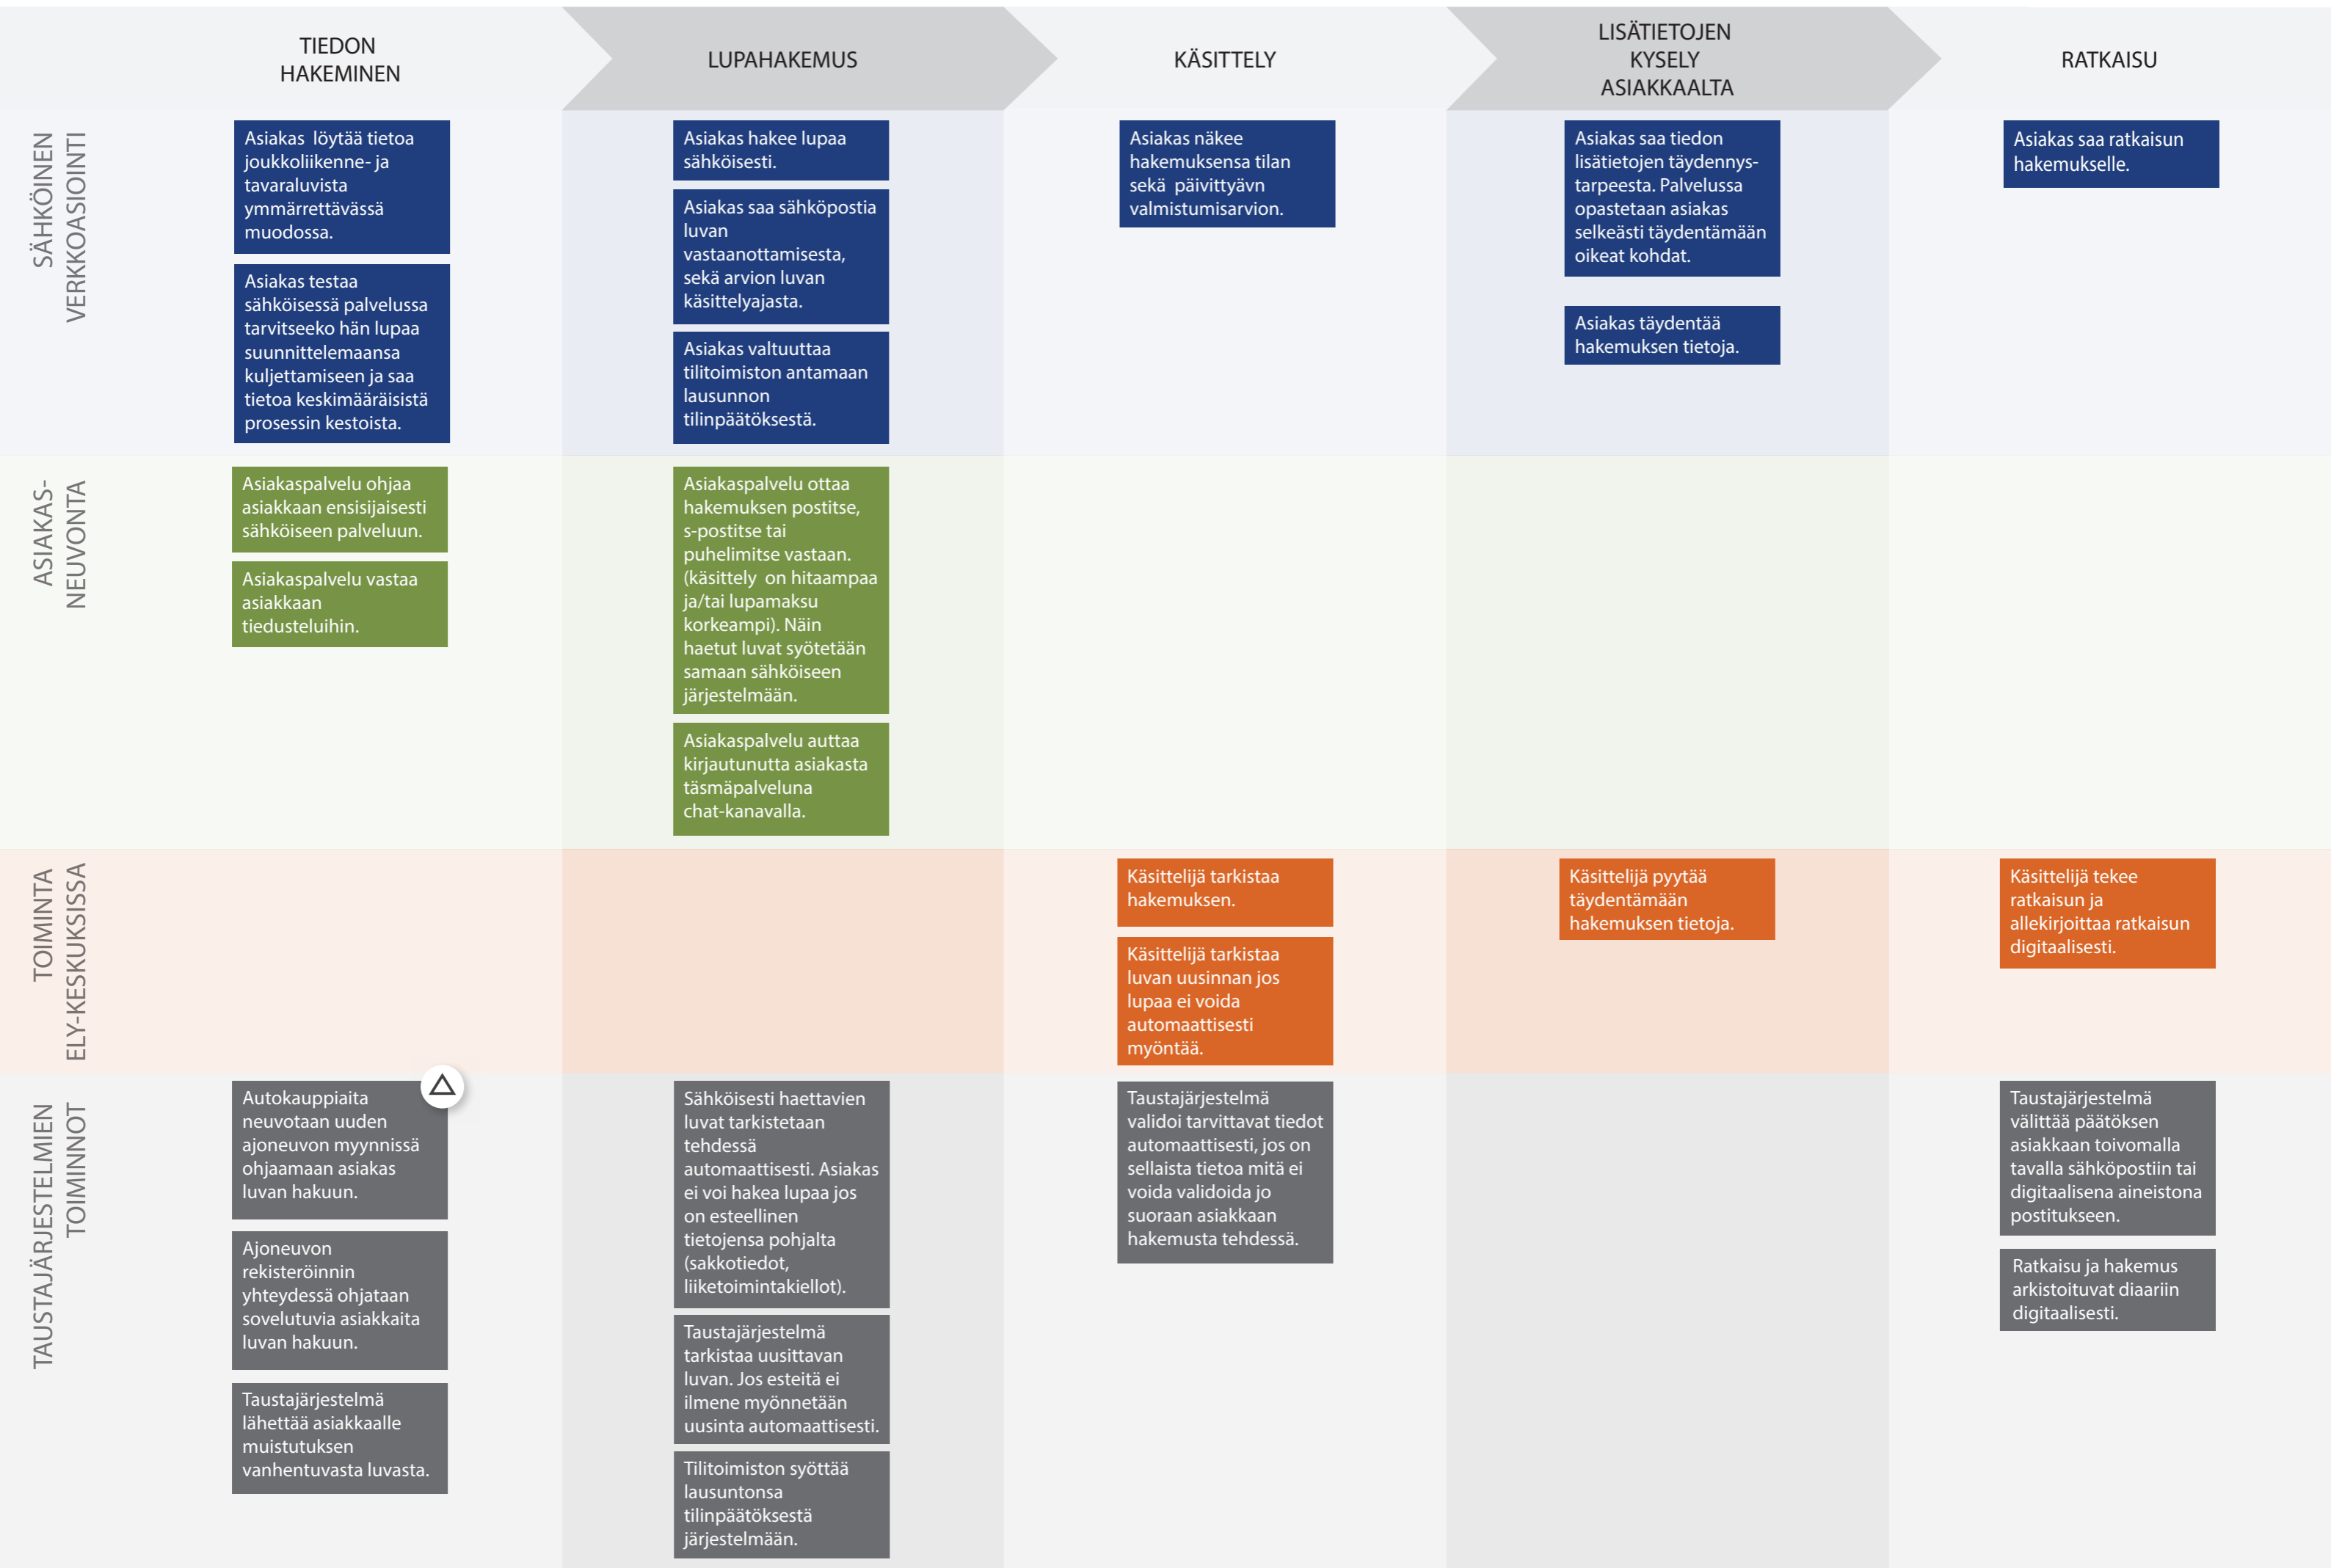 TIEDON
HAKEMINEN
LUPAHAKEMUS
KÄSITTELY
LISÄTIETOJEN
KYSELY
ASIAKKAALTA
RATKAISU
SÄHKÖINEN
VERKKOASIOINTI
Asiakas löytää tietoa
joukkoliikenne- ja
tavaraluvista
ymmärrettävässä
muodossa.
Asiakas testaa
sähköisessä palvelussa
tarvitseeko hän lupaa
suunnittelemaansa
kuljettamiseen ja saa
tietoa keskimääräisistä
prosessin kestoista.
Asiakas hakee lupaa
sähköisesti.
Asiakas saa sähköpostia
luvan
vastaanottamisesta,
sekä arvion luvan
käsittelyajasta.
Asiakas valtuuttaa
tilitoimiston antamaan
lausunnon
tilinpäätöksestä.
Asiakas näkee
hakemuksensa tilan
sekä päivittyävn
valmistumisarvion.
Asiakas saa tiedon
lisätietojen täydennys-
tarpeesta. Palvelussa
opastetaan asiakas
selkeästi täydentämään
oikeat kohdat.
Asiakas täydentää
hakemuksen tietoja.
Asiakas saa ratkaisun
hakemukselle.
ASIAKAS-
NEUVONTA
Asiakaspalvelu ohjaa
asiakkaan ensisijaisesti
sähköiseen palveluun.
Asiakaspalvelu vastaa
asiakkaan
tiedusteluihin.
Asiakaspalvelu ottaa
hakemuksen postitse,
s-postitse tai
puhelimitse vastaan.
(käsittely on hitaampaa
ja/tai lupamaksu
korkeampi). Näin
haetut luvat syötetään
samaan sähköiseen
järjestelmään.
Asiakaspalvelu auttaa
kirjautunutta asiakasta
täsmäpalveluna
chat-kanavalla.
TOIMINTA
ELY-KESKUKSISSA
Käsittelijä tarkistaa
hakemuksen.
Käsittelijä tarkistaa
luvan uusinnan jos
lupaa ei voida
automaattisesti
myöntää.
Käsittelijä pyytää
täydentämään
hakemuksen tietoja.
Käsittelijä tekee
ratkaisun ja
allekirjoittaa ratkaisun
digitaalisesti.
TAUSTAJÄRJESTELMIEN
TOIMINNOT
Autokauppiaita
neuvotaan uuden
ajoneuvon myynnissä
ohjaamaan asiakas
luvan hakuun.
Ajoneuvon
rekisteröinnin
yhteydessä ohjataan
sovelutuvia asiakkaita
luvan hakuun.
Taustajärjestelmä
lähettää asiakkaalle
muistutuksen
vanhentuvasta luvasta.
Sähköisesti haettavien
luvat tarkistetaan
tehdessä
automaattisesti. Asiakas
ei voi hakea lupaa jos
on esteellinen
tietojensa pohjalta
(sakkotiedot,
liiketoimintakiellot).
Taustajärjestelmä
tarkistaa uusittavan
luvan. Jos esteitä ei
ilmene myönnetään
uusinta automaattisesti.
Tilitoimiston syöttää
lausuntonsa
tilinpäätöksestä
järjestelmään.
Taustajärjestelmä
validoi tarvittavat tiedot
automaattisesti, jos on
sellaista tietoa mitä ei
voida validoida jo
suoraan asiakkaan
hakemusta tehdessä.
Taustajärjestelmä
välittää päätöksen
asiakkaan toivomalla
tavalla sähköpostiin tai
digitaalisena aineistona
postitukseen.
Ratkaisu ja hakemus
arkistoituvat diaariin
digitaalisesti.